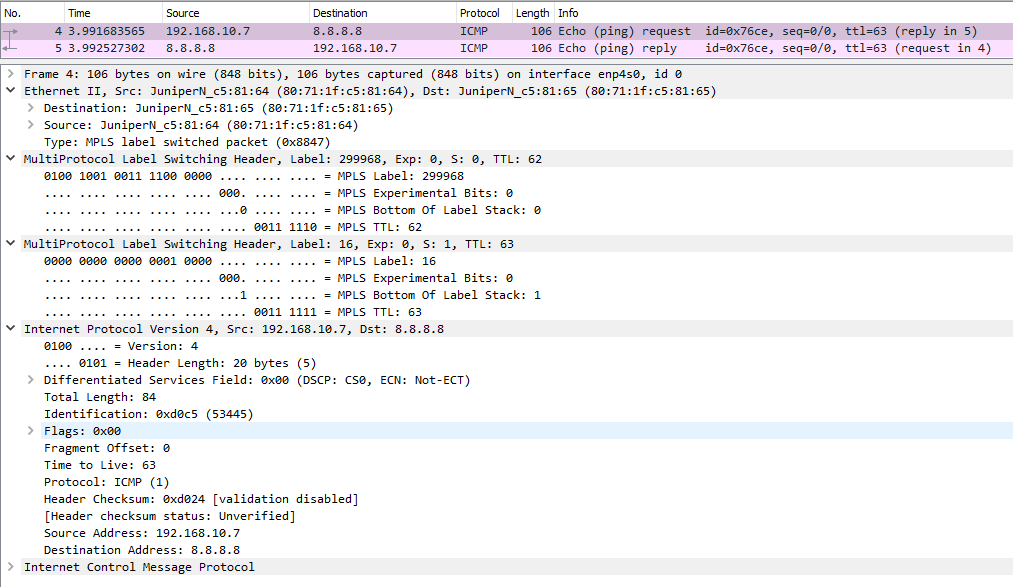 No. Time Source Destination Protocol Length Info
4 3.991683565 192.168.10.7 8.8.8.8 ICMP 106 Echo (ping) request id=0x76ce, seq=0/0, ttl=63 (reply in 5)
5 3.992527302 8.8.8.8 192.168.10.7 ICMP 106 Echo (ping) reply id=0x76ce, seq=0/0, ttl=63 (request in 4)
Frame 4: 106 bytes on wire (848 bits), 106 bytes captured (848 bits) on interface enp4s0, id 0
Ethernet II, Src: JuniperN_c5:81:64 (80:71:1f:c5:81:64), Dst: JuniperN_c5:81:65 (80:71:1f:c5:81:65)
Destination: JuniperN_c5:81:65 (80:71:1f:c5:81:65)
Source: JuniperN_c5:81:64 (80:71:1f:c5:81:64)
Type: MPLS label switched packet (0x8847)
MultiProtocol Label Switching Header, Label: 299968, Exp: 0, S: 0, TTL: 62
0100 1001 0011 1100 0000 .... .... .... = MPLS Label: 299968
.... .... .... .... .... 000. .... .... = MPLS Experimental Bits: 0
.... .... .... .... .... ...0 .... .... = MPLS Bottom Of Label Stack: 0
.... .... .... .... .... .... 0011 1110 = MPLS TTL: 62
MultiProtocol Label Switching Header, Label: 16, Exp: 0, S: 1, TTL: 63
0000 0000 0000 0001 0000 .... .... .... = MPLS Label: 16
.... .... .... .... .... 000. .... .... = MPLS Experimental Bits: 0
.... .... .... .... .... ...1 .... .... = MPLS Bottom Of Label Stack: 1
.... .... .... .... .... .... 0011 1111 = MPLS TTL: 63
Internet Protocol Version 4, Src: 192.168.10.7, Dst: 8.8.8.8
0100 .... = Version: 4
.... 0101 = Header Length: 20 bytes (5)
Differentiated Services Field: 0x00 (DSCP: CS0, ECN: Not-ECT)
Total Length: 84
Identification: 0xd0c5 (53445)
Flags: 0x00
Fragment Offset: 0
Time to Live: 63
Protocol: ICMP (1)
Header Checksum: 0xd024 [validation disabled]
[Header checksum status: Unverified]
Source Address: 192.168.10.7
Destination Address: 8.8.8.8
Internet Control Message Protocol